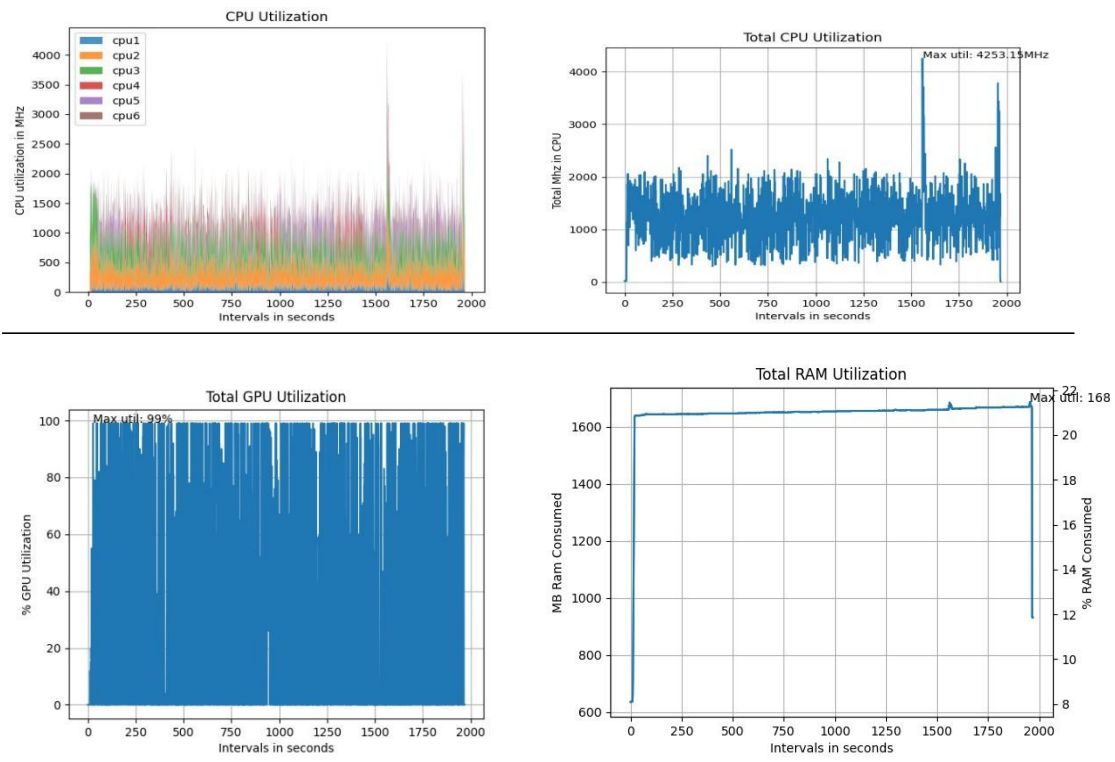 CPU Utilization
cpu1
cpu2
cpu3
cpu4
cpu5
cpu6
CPU utilization in MHz
4000
3500
3000
2500
2000
1500
1000
500
0
0 250 500 750 1000 1250 1500 1750 2000
Intervals in seconds
Total CPU Utilization
Max util: 4253.15MHz
Total Mhz in CPU
4000
3000
2000
1000
0
0 250 500 750 1000 1250 1500 1750 2000
Intervals in seconds
Total GPU Utilization
Max util: 99%
% GPU Utilization
100
80
60
40
20
0
0 250 500 750 1000 1250 1500 1750 2000
Intervals in seconds
Total RAM Utilization
Max util: 168
MB Ram Consumed
1600
1400
1200
1000
800
600
0 250 500 750 1000 1250 1500 1750 2000
Intervals in seconds
22
20
18
16
14
12
10
8
% RAM Consumed